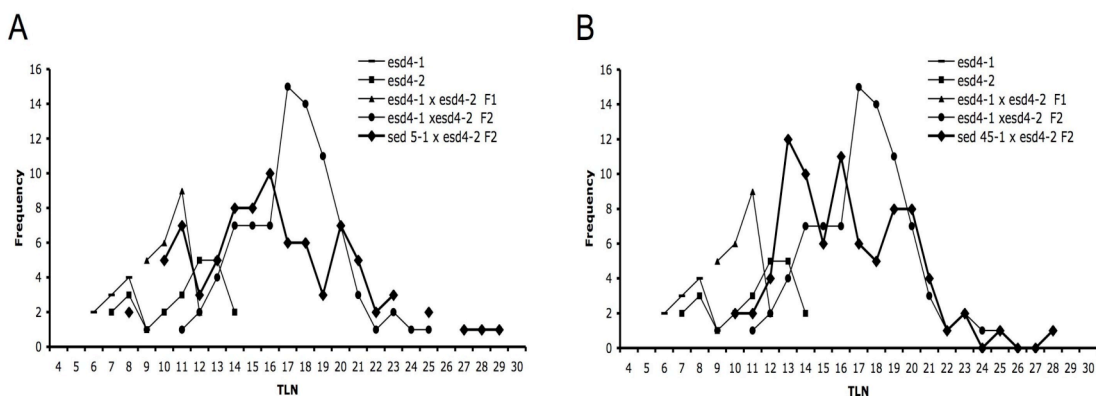 A
Frequency
16
14
12
10
8
6
4
2
0
esd4-1
esd4-2
esd4-1 x esd4-2 F1
esd4-1 xesd4-2 F2
sed 5-1 x esd4-2 F2
4 5 6 7 8 9 10 11 12 13 14 15 16 17 18 19 20 21 22 23 24 25 26 27 28 29 30
TLN
B
Frequency
16
14
12
10
8
6
4
2
0
esd4-1
esd4-2
esd4-1 x esd4-2 F1
esd4-1 xesd4-2 F2
sed 45-1 x esd4-2 F2
4 5 6 7 8 9 10 11 12 13 14 15 16 17 18 19 20 21 22 23 24 25 26 27 28 29 30
TLN